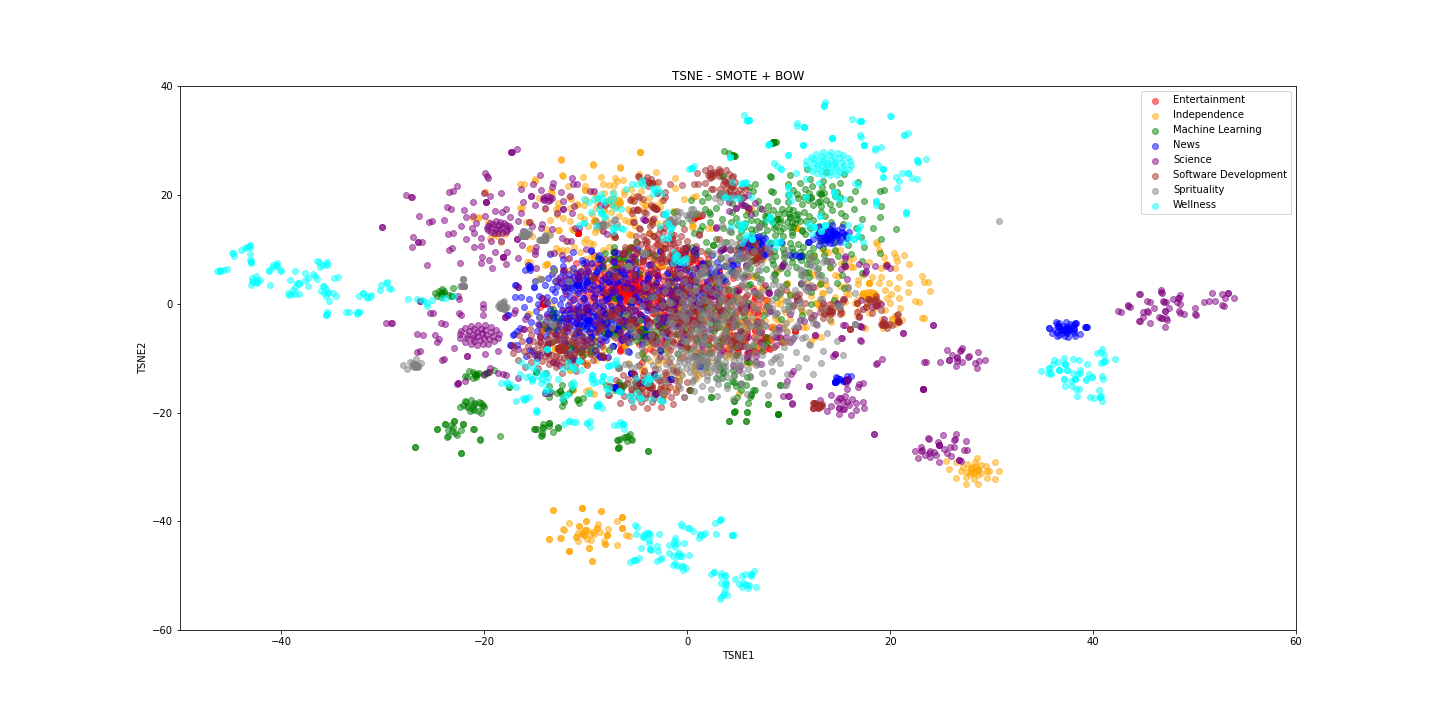 TSNE - SMOTE + BOW
40
20
0
−20
−40
−60
TSNE2
−40
−20
0
20
40
60
TSNE1
Entertainment
Independence
Machine Learning
News
Science
Software Development
Sprituality
Wellness